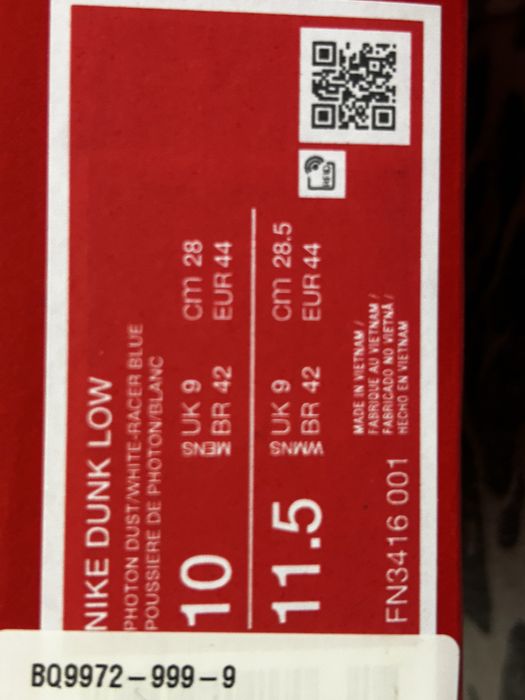 NIKE DUNK LOW
PHOTON DUST/WHITE-RACER BLUE
POUSSIERE DE PHOTON/BLANC
10 MENS UK 9 cm 28
BR 42 EUR 44
11.5 WMNS UK 9 cm 28.5
BR 42 EUR 44
MADE IN VIETNAM /
FABRIQUE AU VIETNAM /
FABRICADO NO VIETNÃ /
HECHO EN VIETNAM
FN3416 001
RFID
BQ9972-999-9